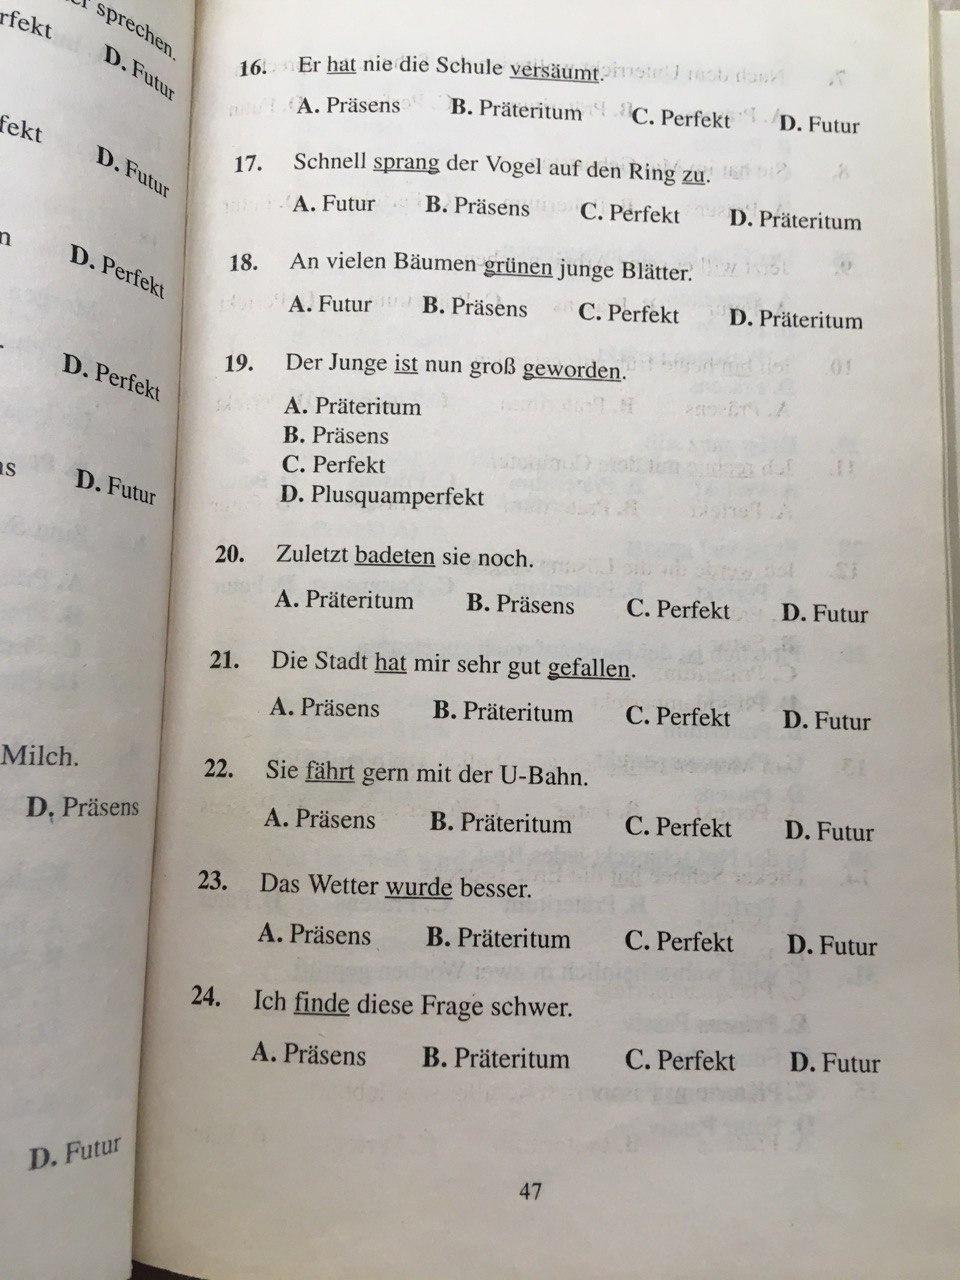 er sprechen.
rfekt D. Futur
fekt
D. Futur
n
D. Perfekt
D. Perfekt
D. Futur
Milch.
D. Präsens
D. Futur
16. Er hat nie die Schule versäumt.
A. Präsens B. Präteritum C. Perfekt D. Futur
17. Schnell sprang der Vogel auf den Ring zu.
A. Futur B. Präsens C. Perfekt D. Präteritum
18. An vielen Bäumen grünen junge Blätter.
A. Futur B. Präsens C. Perfekt D. Präteritum
19. Der Junge ist nun groß geworden.
A. Präteritum
B. Präsens
C. Perfekt
D. Plusquamperfekt
20. Zuletzt badeten sie noch.
A. Präteritum B. Präsens C. Perfekt D. Futur
21. Die Stadt hat mir sehr gut gefallen.
A. Präsens B. Präteritum C. Perfekt D. Futur
22. Sie fährt gern mit der U-Bahn.
A. Präsens B. Präteritum C. Perfekt D. Futur
23. Das Wetter wurde besser.
A. Präsens B. Präteritum C. Perfekt D. Futur
24. Ich finde diese Frage schwer.
A. Präsens B. Präteritum C. Perfekt D. Futur
47